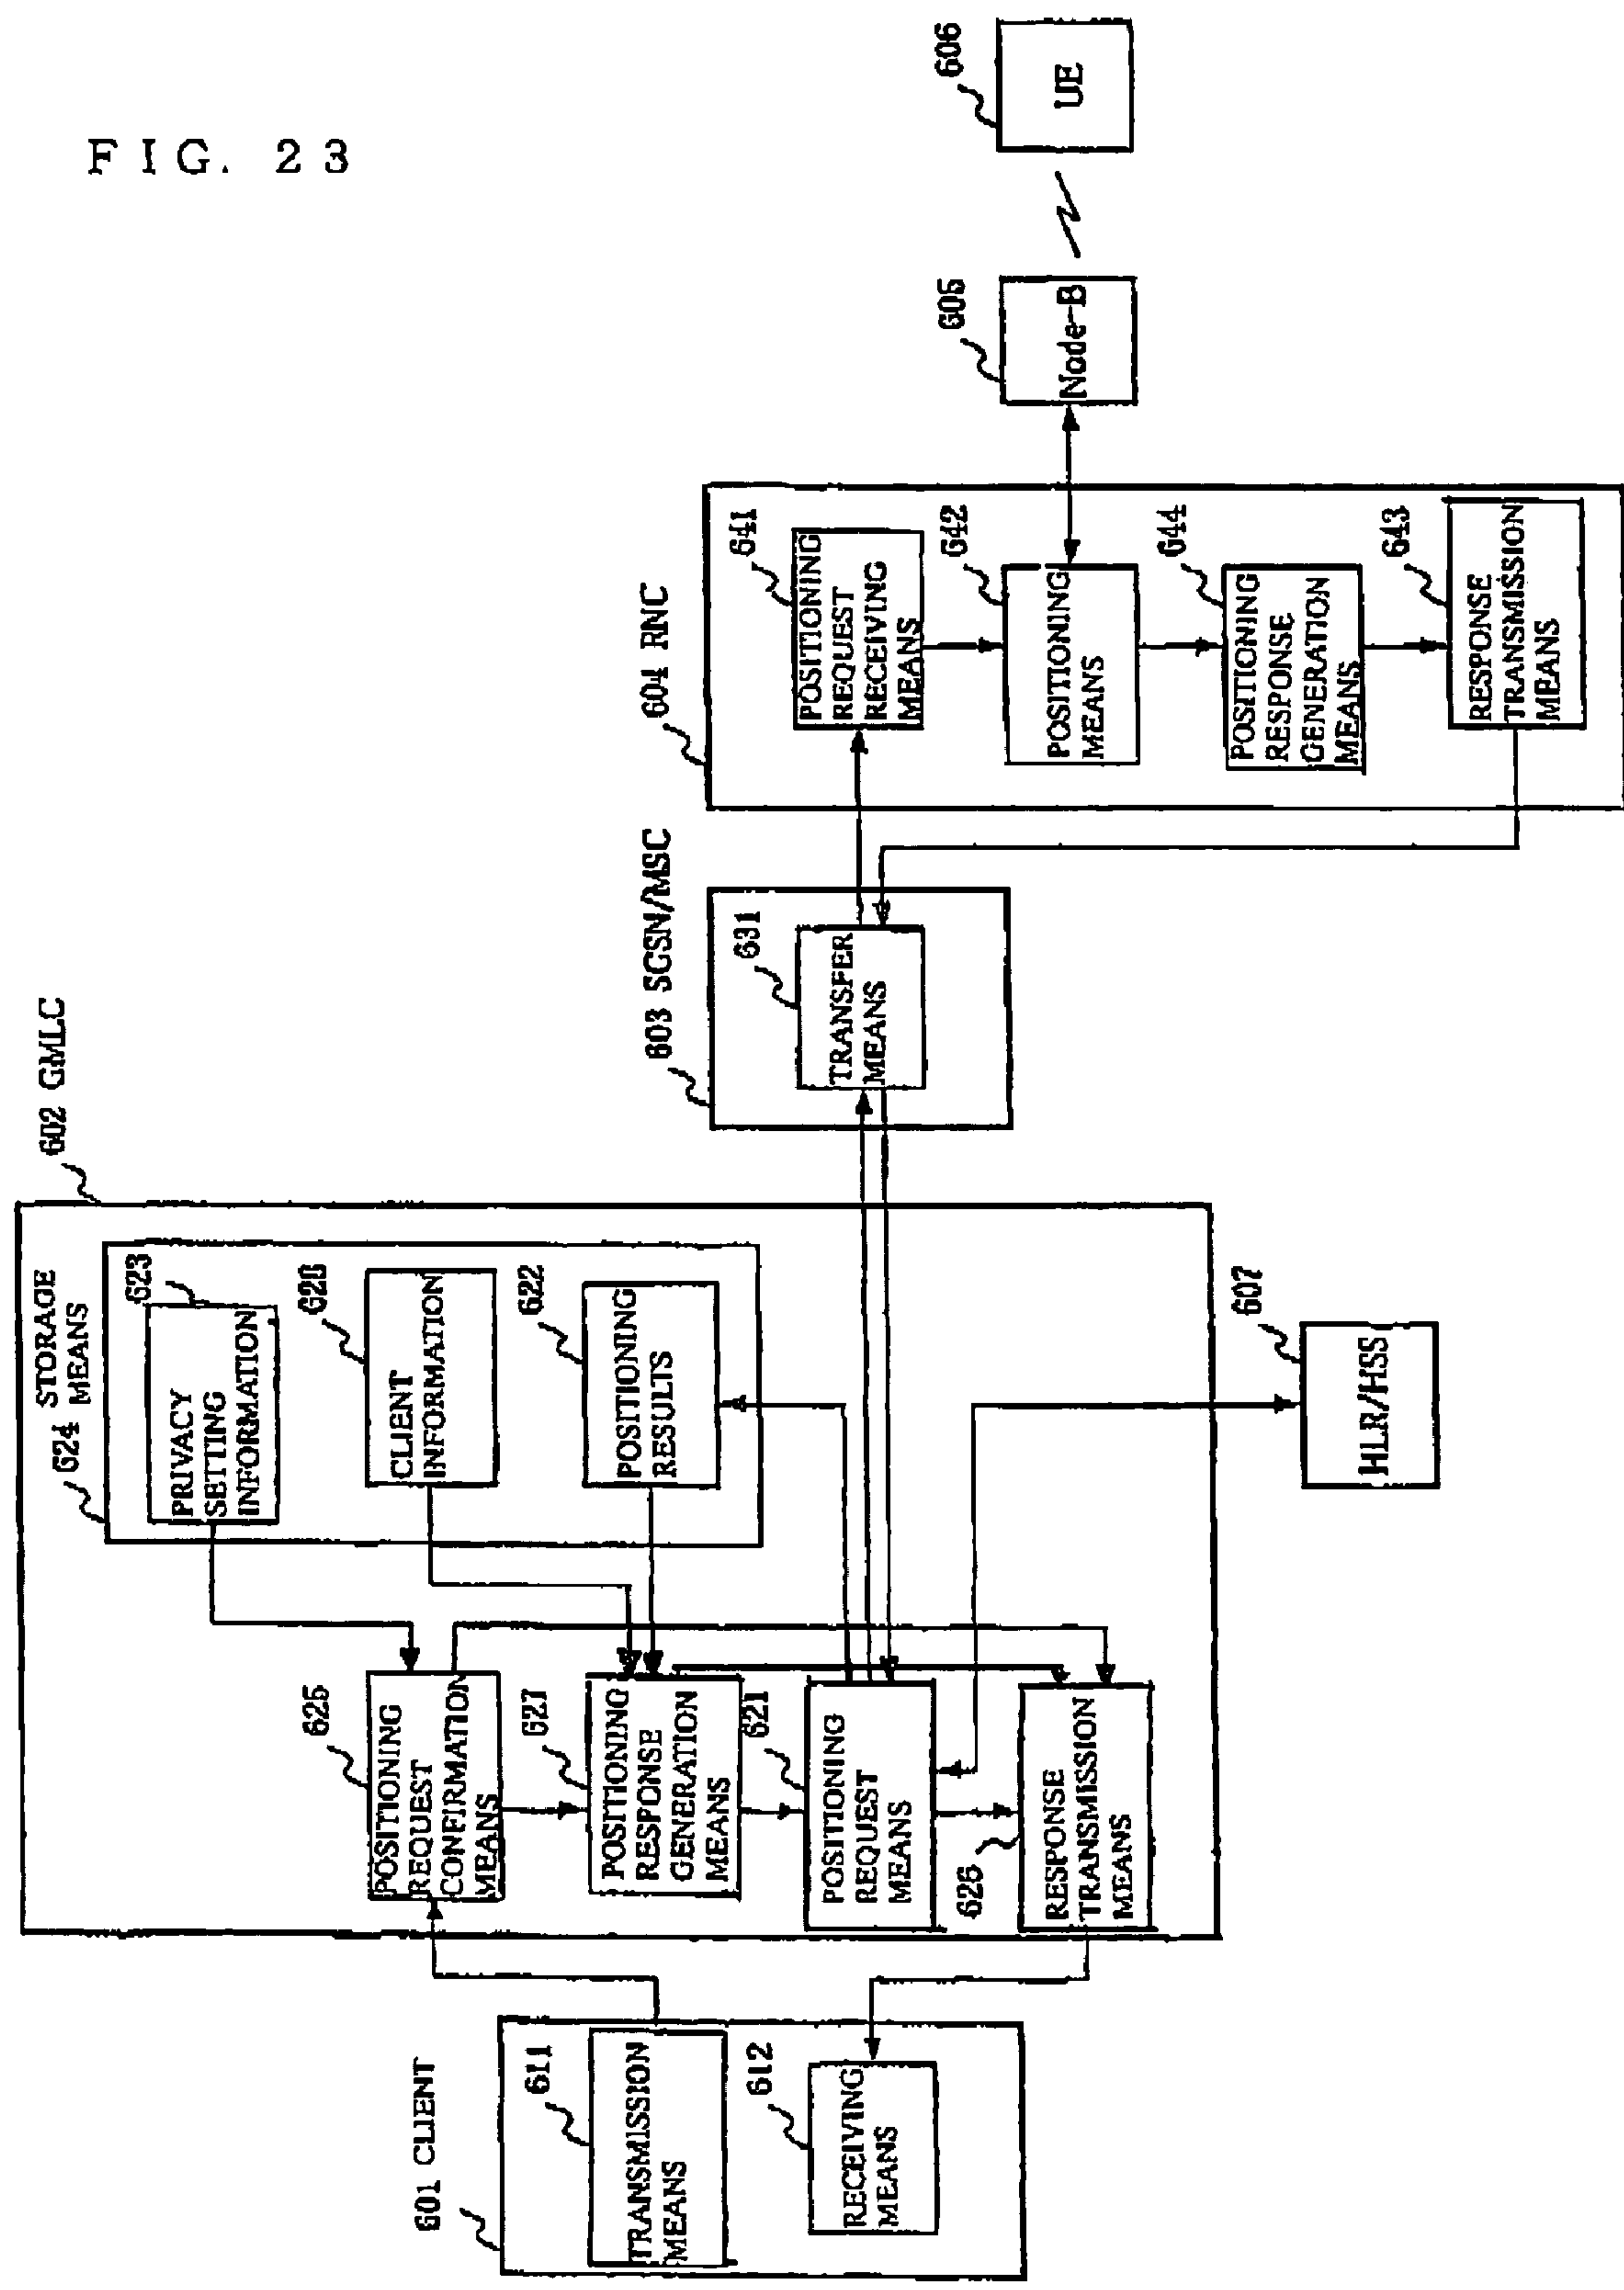 FIG. 23
601 CLIENT
611
TRANSMISSION
MEANS
612
RECEIVING
MEANS
602 GMLC
624 STORAGE
MEANS
623
PRIVACY
SETTING
INFORMATION
628
CLIENT
INFORMATION
622
POSITIONING
RESULTS
625
POSITIONING
REQUEST
CONFIRMATION
MEANS
627
POSITIONING
RESPONSE
GENERATION
MEANS
621
POSITIONING
REQUEST
MEANS
626
RESPONSE
TRANSMISSION
MEANS
607
HLR/HSS
603 SGSN/MSC
631
TRANSFER
MEANS
604 RNC
641
POSITIONING
REQUEST
RECEIVING
MEANS
642
POSITIONING
MEANS
644
POSITIONING
RESPONSE
GENERATION
MEANS
643
RESPONSE
TRANSMISSION
MEANS
605
Node-B
606
UE